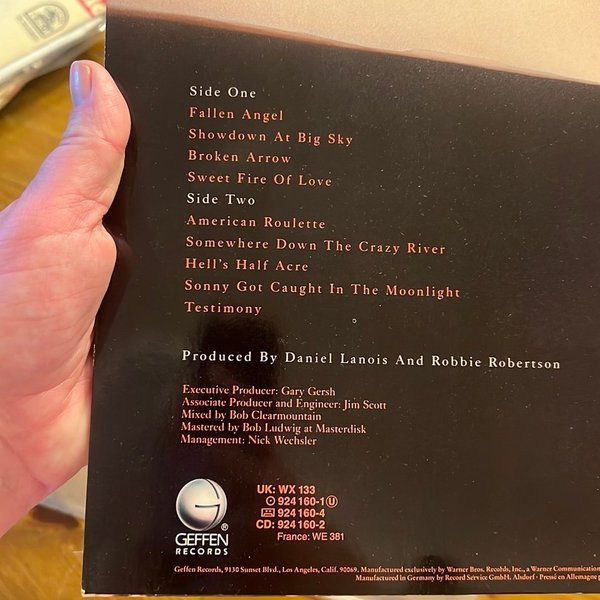 Side One
Fallen Angel
Showdown At Big Sky
Broken Arrow
Sweet Fire Of Love
Side Two
American Roulette
Somewhere Down The Crazy River
Hell's Half Acre
Sonny Got Caught In The Moonlight
Testimony
Produced By Daniel Lanois And Robbie Robertson
Executive Producer: Gary Gersh
Associate Producer and Engineer: Jim Scott
Mixed by Bob Clearmountain
Mastered by Bob Ludwig at Masterdisk
Management: Nick Wechsler
GEFFEN
RECORDS
®
UK: WX 133
924 160-1 Ⓤ
924 160-4
CD: 924 160-2
France: WE 381
Geffen Records, 9130 Sunset Blvd., Los Angeles, Calif. 90069. Manufactured exclusively by Warner Bros. Records, Inc., a Warner Communication
Manufactured in Germany by Record Service GmbH, Alsdorf · Pressé en Allemagne p